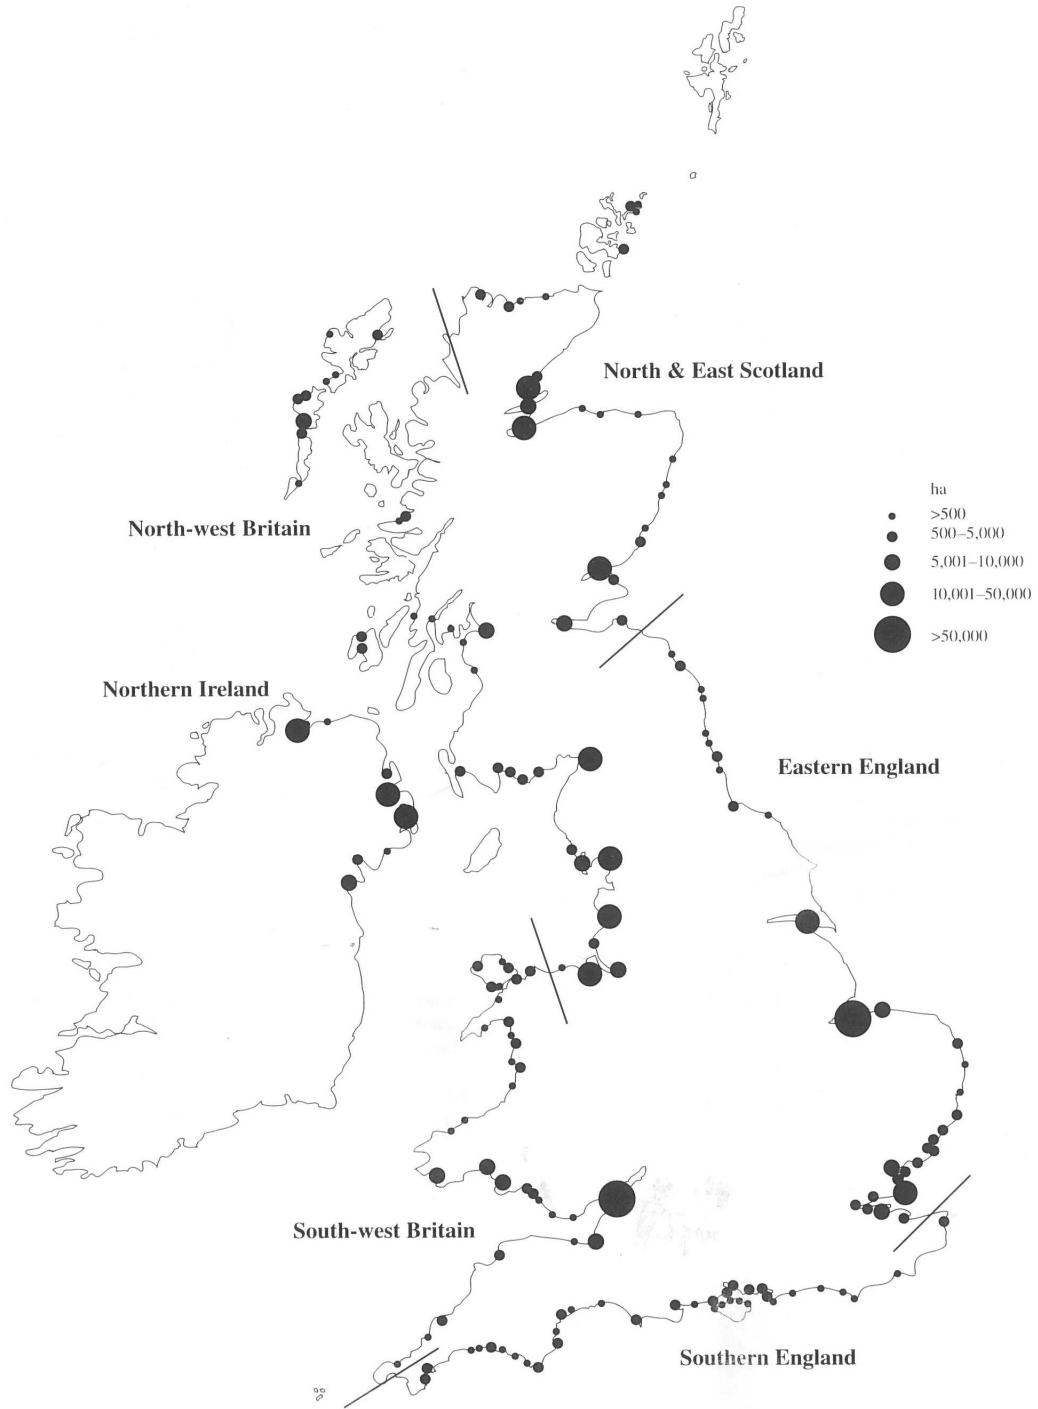 North & East Scotland
ha
>500
500–5,000
5,001–10,000
10,001–50,000
>50,000
North-west Britain
Northern Ireland
Eastern England
South-west Britain
Southern England